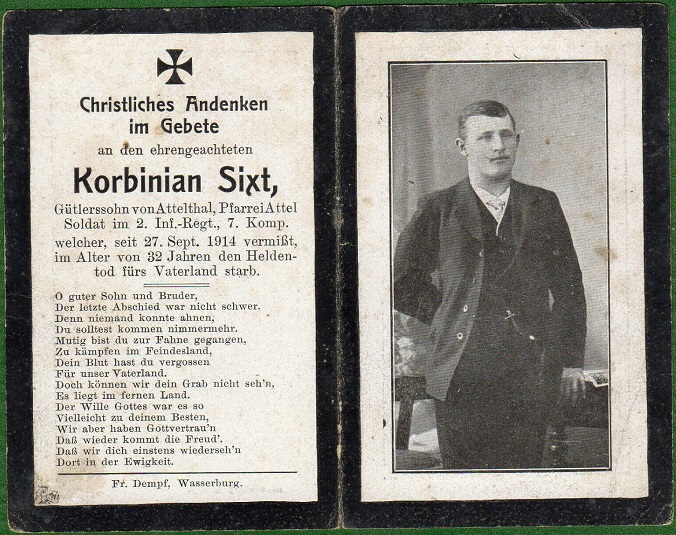 Christliches Andenken
im Gebete
an den ehrengeachteten
Korbinian Sixt,
Gütlerssohn von Attelthal, Pfarrei Attel
Soldat im 2. Inf.-Regt., 7. Komp.
welcher, seit 27. Sept. 1914 vermißt,
im Alter von 32 Jahren den Helden-
tod fürs Vaterland starb.
O guter Sohn und Bruder,
Der letzte Abschied war nicht schwer.
Denn niemand konnte ahnen,
Du solltest kommen nimmermehr.
Mutig bist du zur Fahne gegangen,
Zu kämpfen im Feindesland,
Dein Blut hast du vergossen
Für unser Vaterland.
Doch können wir dein Grab nicht seh'n,
Es liegt im fernen Land.
Der Wille Gottes war es so
Vielleicht zu deinem Besten,
Wir aber haben Gottvertrau'n
Daß wieder kommt die Freud'.
Daß wir dich einstens wiederseh'n
Dort in der Ewigkeit.
Fr. Dempf, Wasserburg.